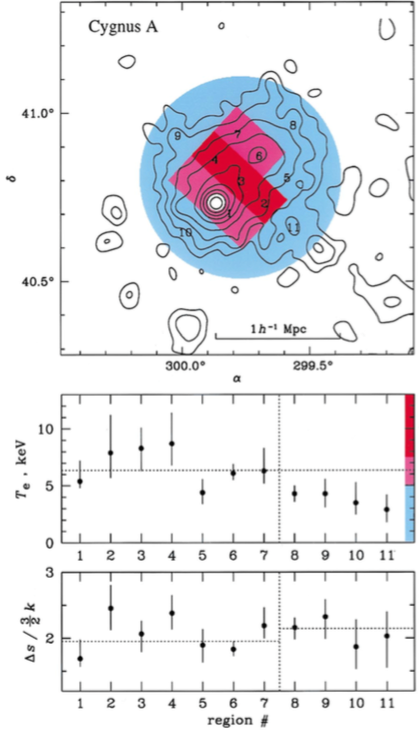 Cygnus A
41.0°
7
8
9
4
6
3
5
2
1
10
11
δ
40.5°
1 h⁻¹ Mpc
300.0°
299.5°
α
10
5
0
T_e , keV
1 2 3 4 5 6 7 8 9 10 11
3
2
Δs / 3/2 k
1 2 3 4 5 6 7 8 9 10 11
region #